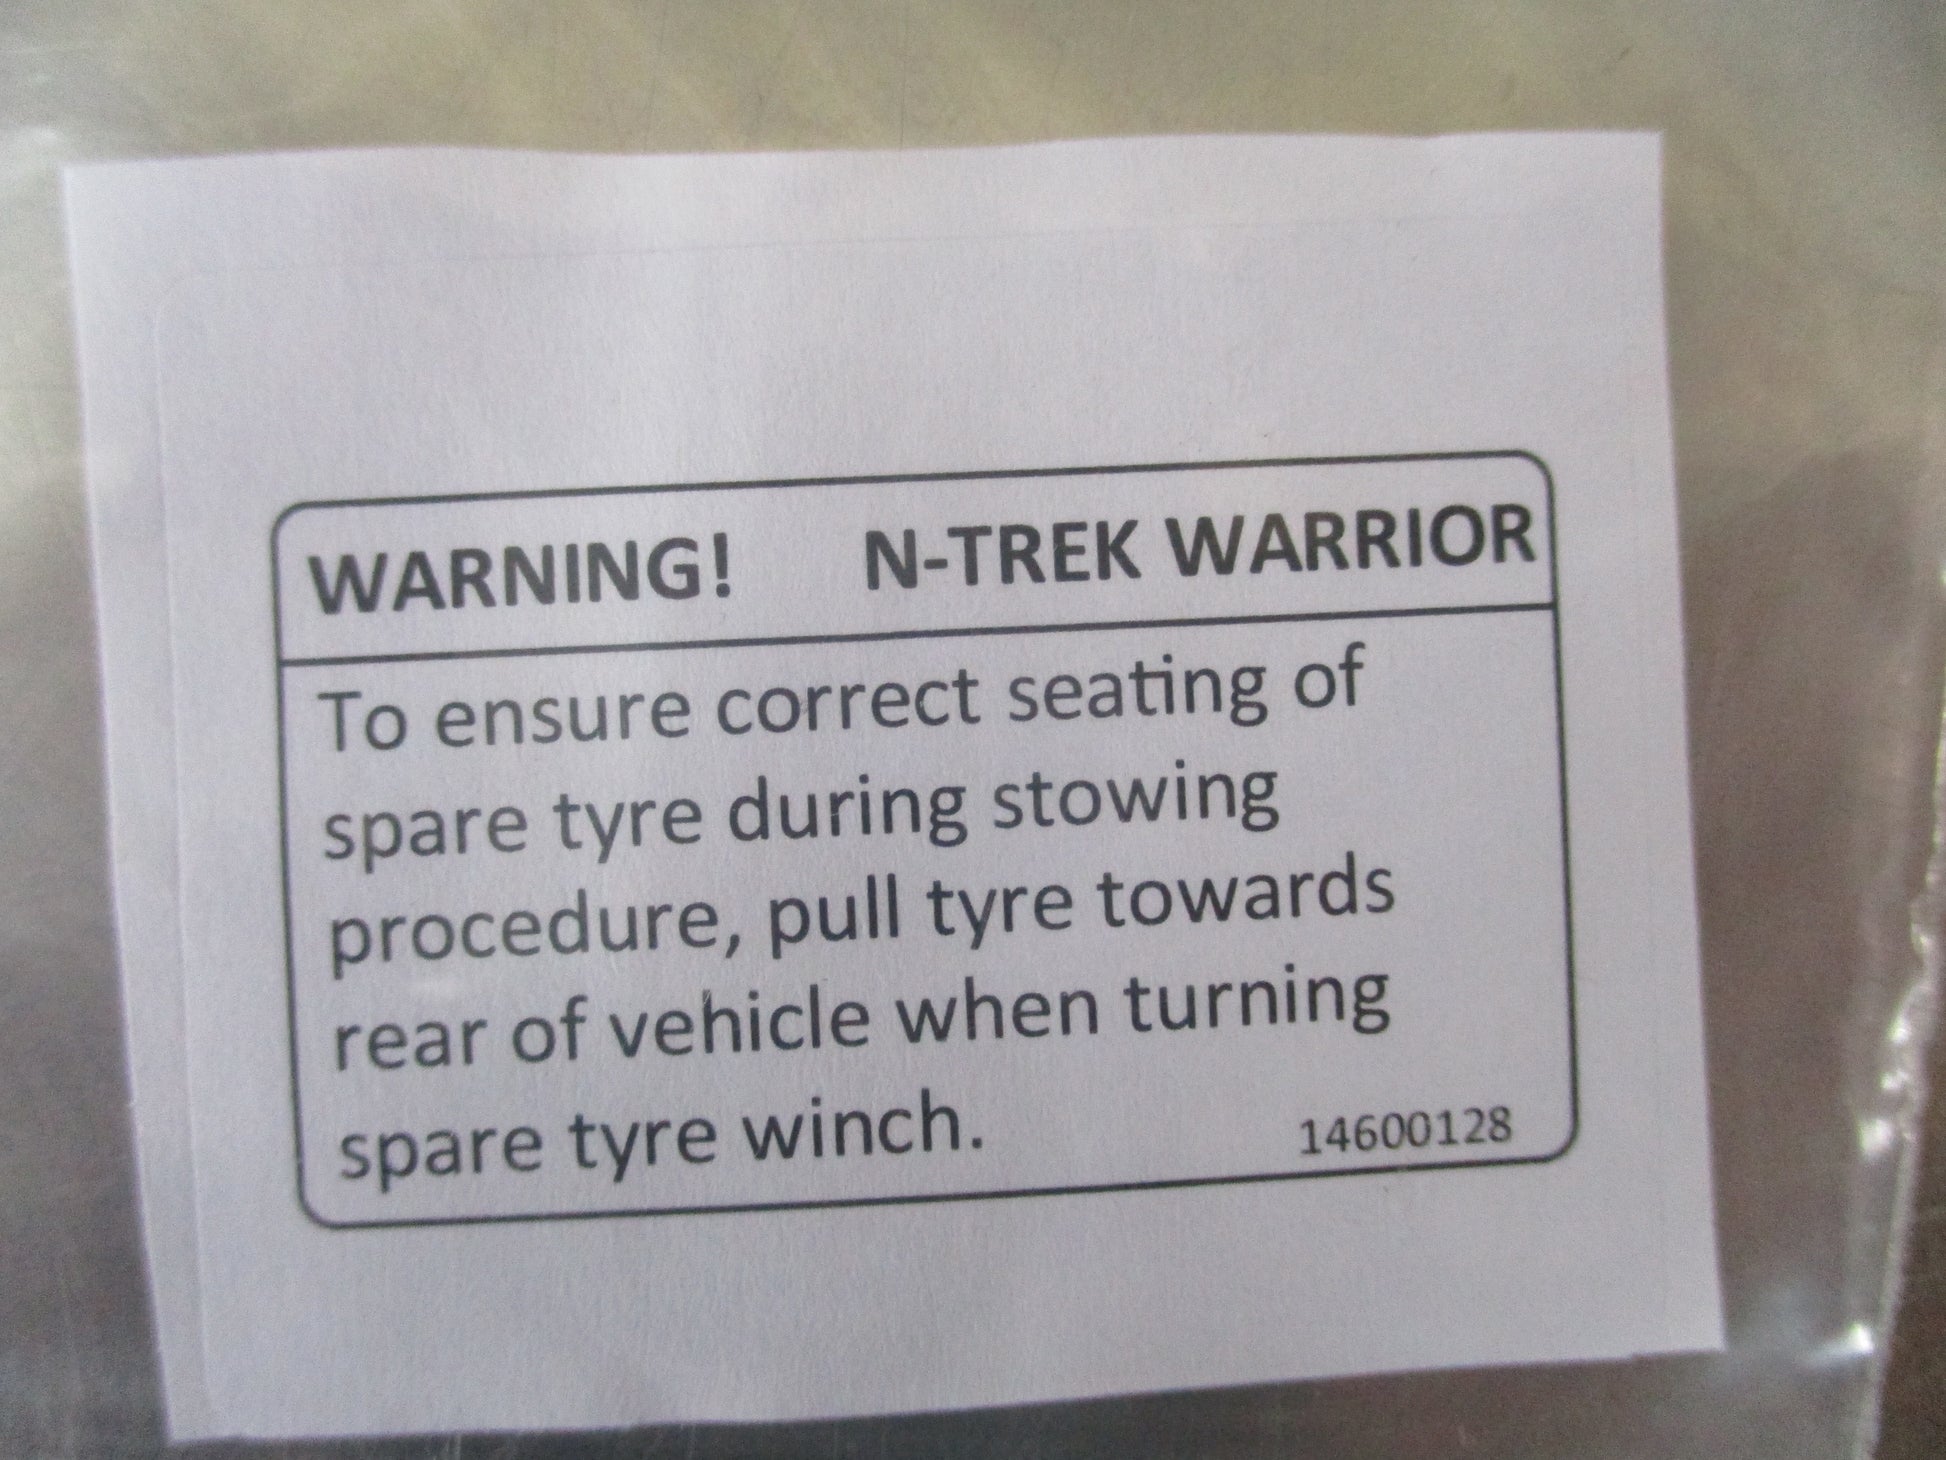 WARNING! N-TREK WARRIOR
To ensure correct seating of
spare tyre during stowing
procedure, pull tyre towards
rear of vehicle when turning
spare tyre winch. 14600128